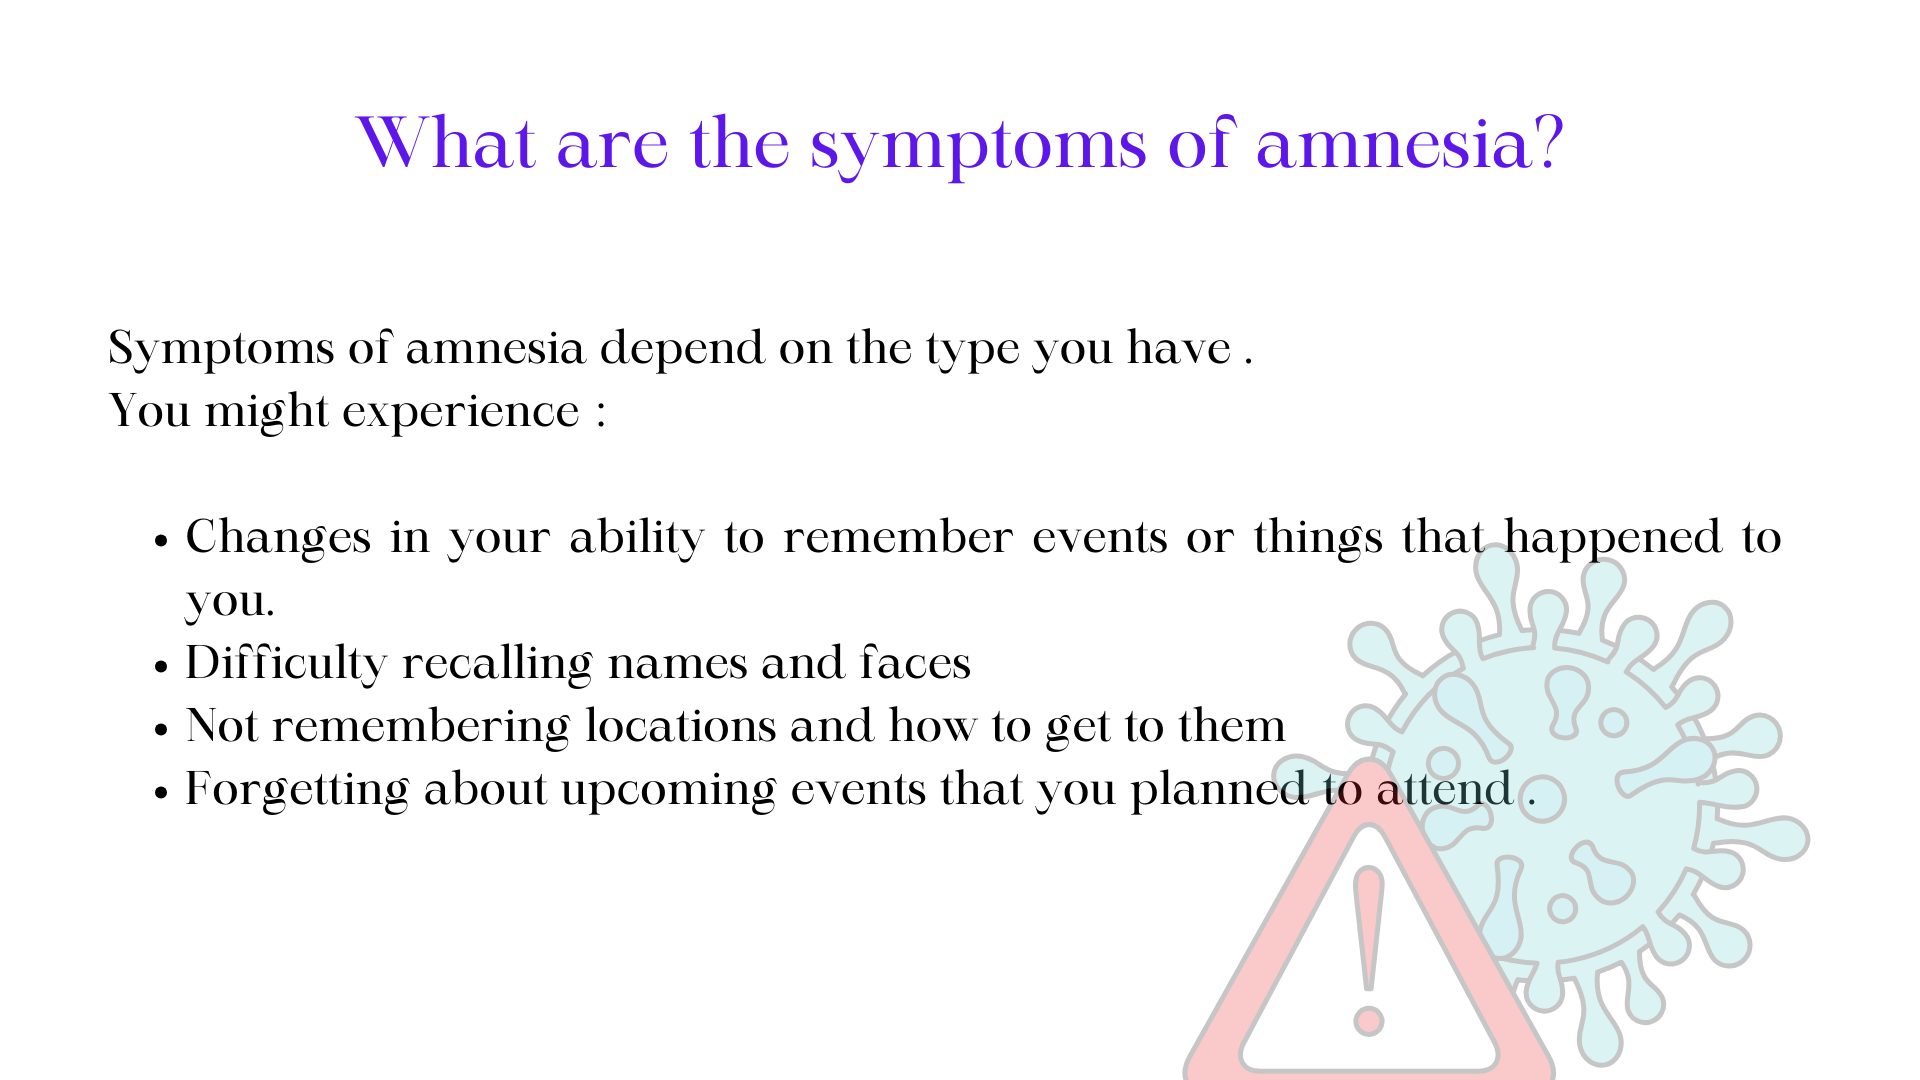 What are the symptoms of amnesia?
Symptoms of amnesia depend on the type you have .
You might experience :
• Changes in your ability to remember events or things that happened to
you.
• Difficulty recalling names and faces
• Not remembering locations and how to get to them
• Forgetting about upcoming events that you planned to attend .